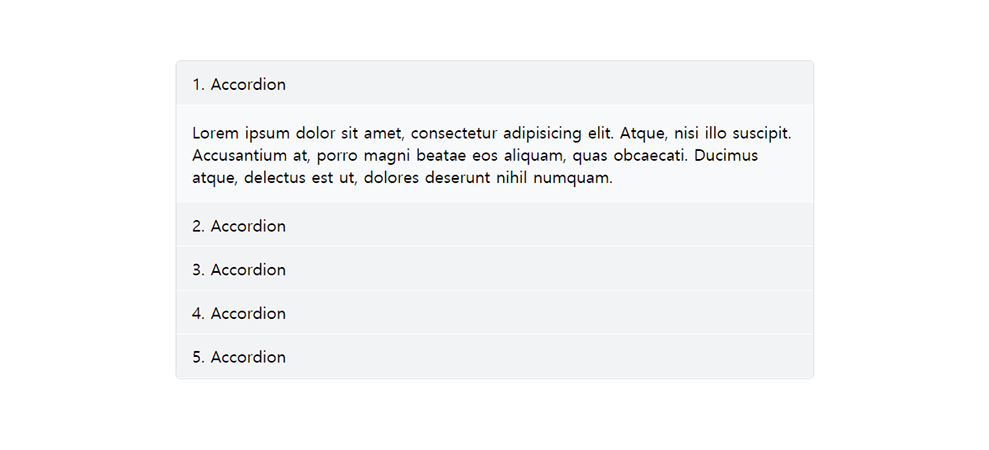 1. Accordion
Lorem ipsum dolor sit amet, consectetur adipisicing elit. Atque, nisi illo suscipit.
Accusantium at, porro magni beatae eos aliquam, quas obcaecati. Ducimus
atque, delectus est ut, dolores deserunt nihil numquam.
2. Accordion
3. Accordion
4. Accordion
5. Accordion